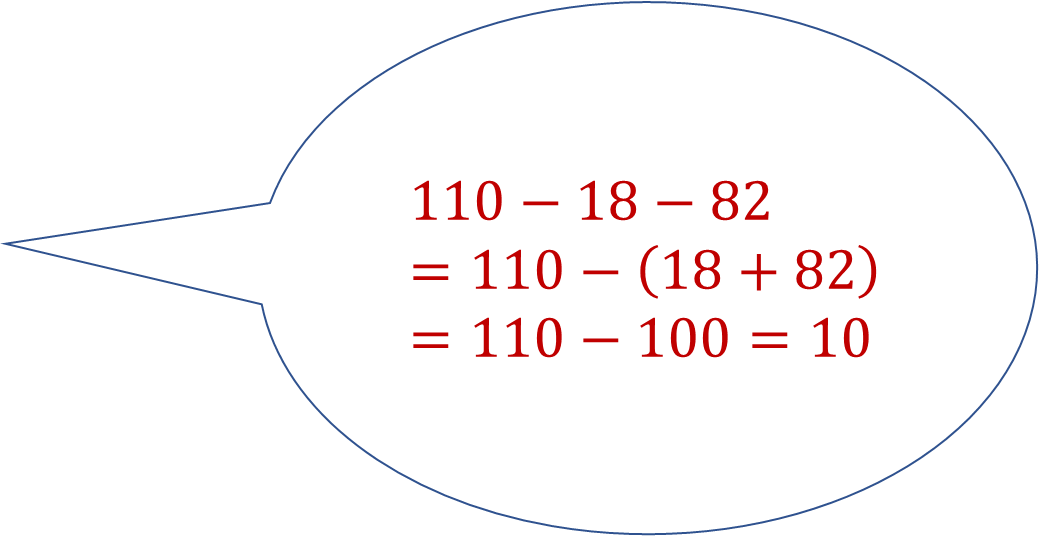 110 − 18 − 82
= 110 − (18 + 82)
= 110 − 100 = 10